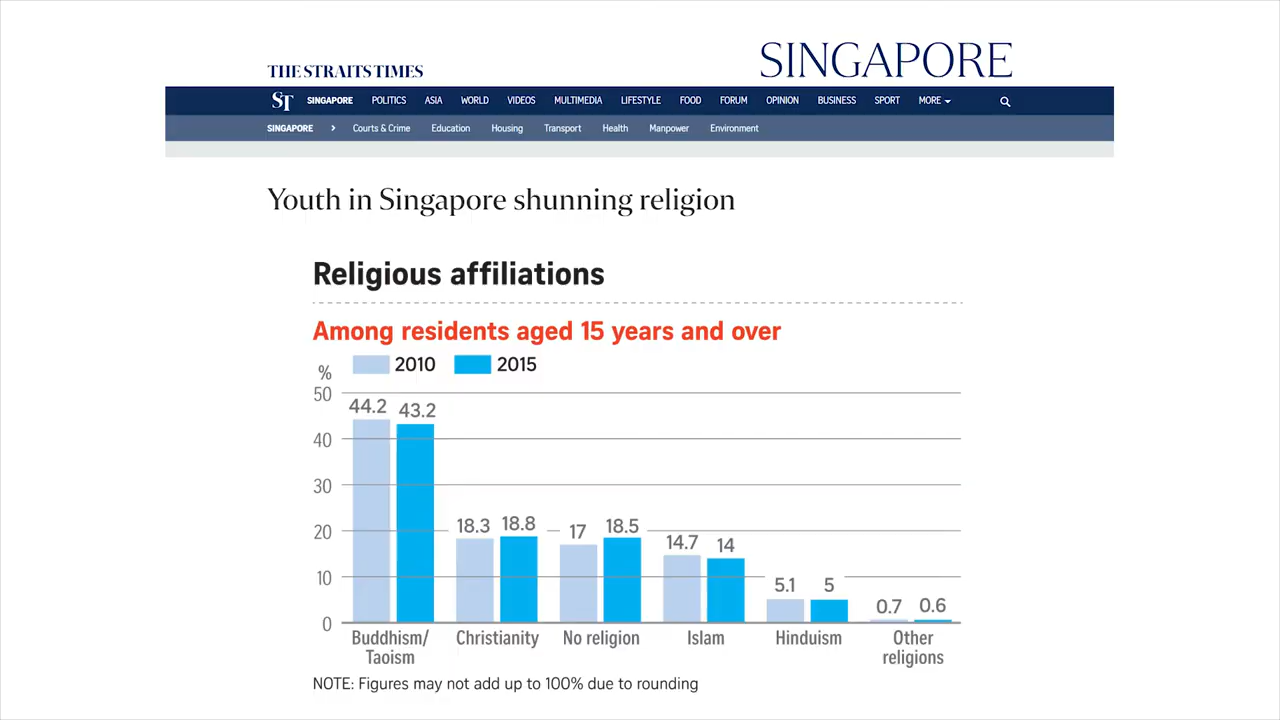 THE STRAITS TIMES
SINGAPORE
ST SINGAPORE POLITICS ASIA WORLD VIDEOS MULTIMEDIA LIFESTYLE FOOD FORUM OPINION BUSINESS SPORT MORE
SINGAPORE > Courts & Crime Education Housing Transport Health Manpower Environment
Youth in Singapore shunning religion
Religious affiliations
Among residents aged 15 years and over
% 2010 2015
50
44.2 43.2
40
30
18.3 18.8 17 18.5
20
14.7 14
10
5.1 5
0.7 0.6
0
Buddhism/ Christianity No religion Islam Hinduism Other
Taoism religions
NOTE: Figures may not add up to 100% due to rounding